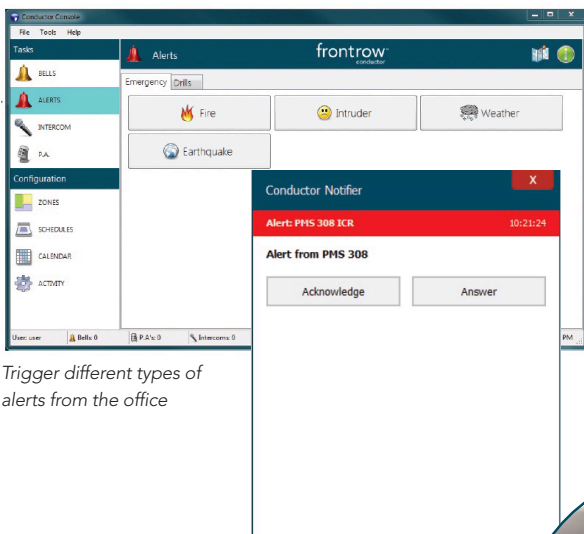 Conductor Console
File Tools Help
Tasks
BELLS
ALERTS
INTERCOM
P.A.
Configuration
ZONES
SCHEDULES
CALENDAR
ACTIVITY
Alerts
frontrow
conductor
Emergency Drills
Fire Intruder Weather
Earthquake
User: user Bells: 0 P.A's: 0 Intercoms: 0 PM
Conductor Notifier X
Alert: PMS 308 ICR 10:21:24
Alert from PMS 308
Acknowledge Answer
Trigger different types of
alerts from the office